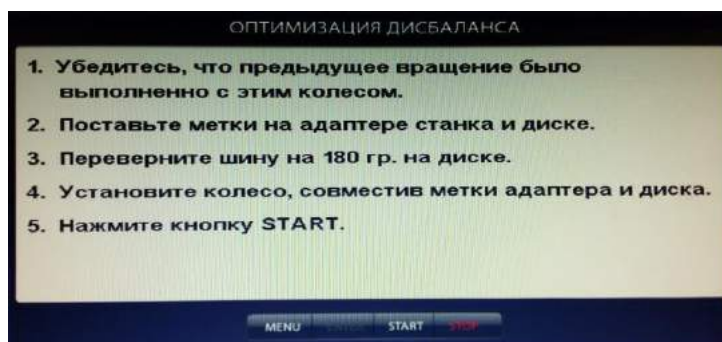 ОПТИМИЗАЦИЯ ДИСБАЛАНСА
1. Убедитесь, что предыдущее вращение было
выполненно с этим колесом.
2. Поставьте метки на адаптере станка и диске.
3. Переверните шину на 180 гр. на диске.
4. Установите колесо, совместив метки адаптера и диска.
5. Нажмите кнопку START.
MENU ENTER START STOP